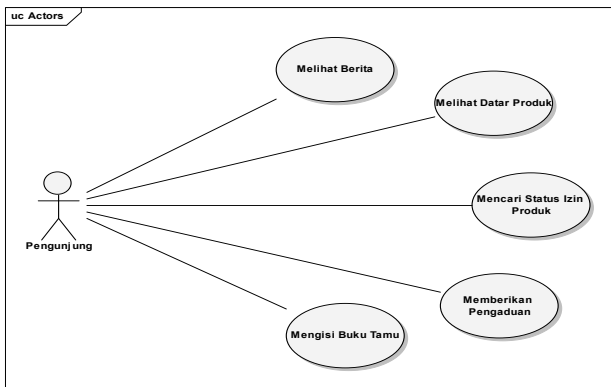 uc Actors
Melihat Berita
Melihat Datar Produk
Mencari Status Izin
Produk
Pengunjung
Memberikan
Pengaduan
Mengisi Buku Tamu